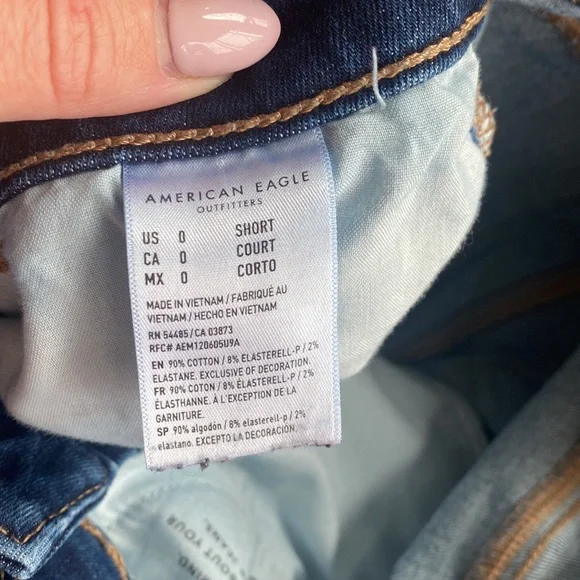 AMERICAN EAGLE
OUTFITTERS
US 0 SHORT
CA 0 COURT
MX 0 CORTO
MADE IN VIETNAM / FABRIQUÉ AU
VIETNAM / HECHO EN VIETNAM
RN 54485 / CA 03873
RFC# AEM120605U9A
EN 90% COTTON / 8% ELASTERELL-P / 2%
ELASTANE. EXCLUSIVE OF DECORATION.
FR 90% COTON / 8% ELASTERELL-P / 2%
ÉLASTHANNE. À L'EXCEPTION DE LA
GARNITURE.
SP 90% algodón / 8% elasterell-p / 2%
elastano. EXCEPTO LA DECORACIÓN.